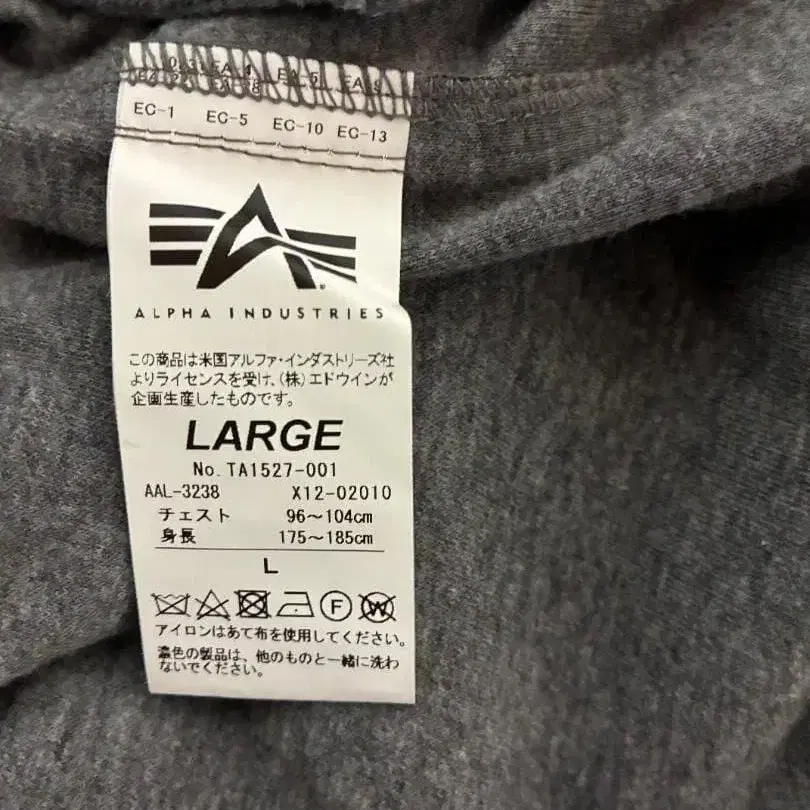 EC-1 EC-5 EC-10 EC-13
ALPHA INDUSTRIES
この商品は米国アルファ・インダストリーズ社
よりライセンスを受け、(株)エドウインが
企画生産したものです。
LARGE
No. TA1527-001
AAL-3238 X12-02010
チェスト 96～104cm
身長 175～185cm
L
F W
アイロンはあて布を使用してください。
濃色の製品は、他のものと一緒に洗わ
ないでください。